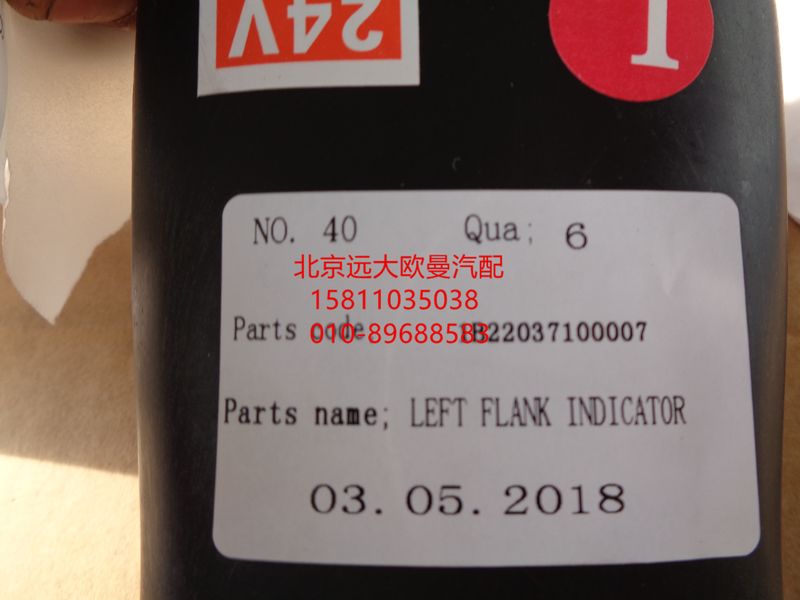 24V
1
NO. 40 Qua; 6
北京远大欧曼汽配
15811035038
Parts code 1B22037100007
010-89688583
Parts name; LEFT FLANK INDICATOR
03. 05. 2018